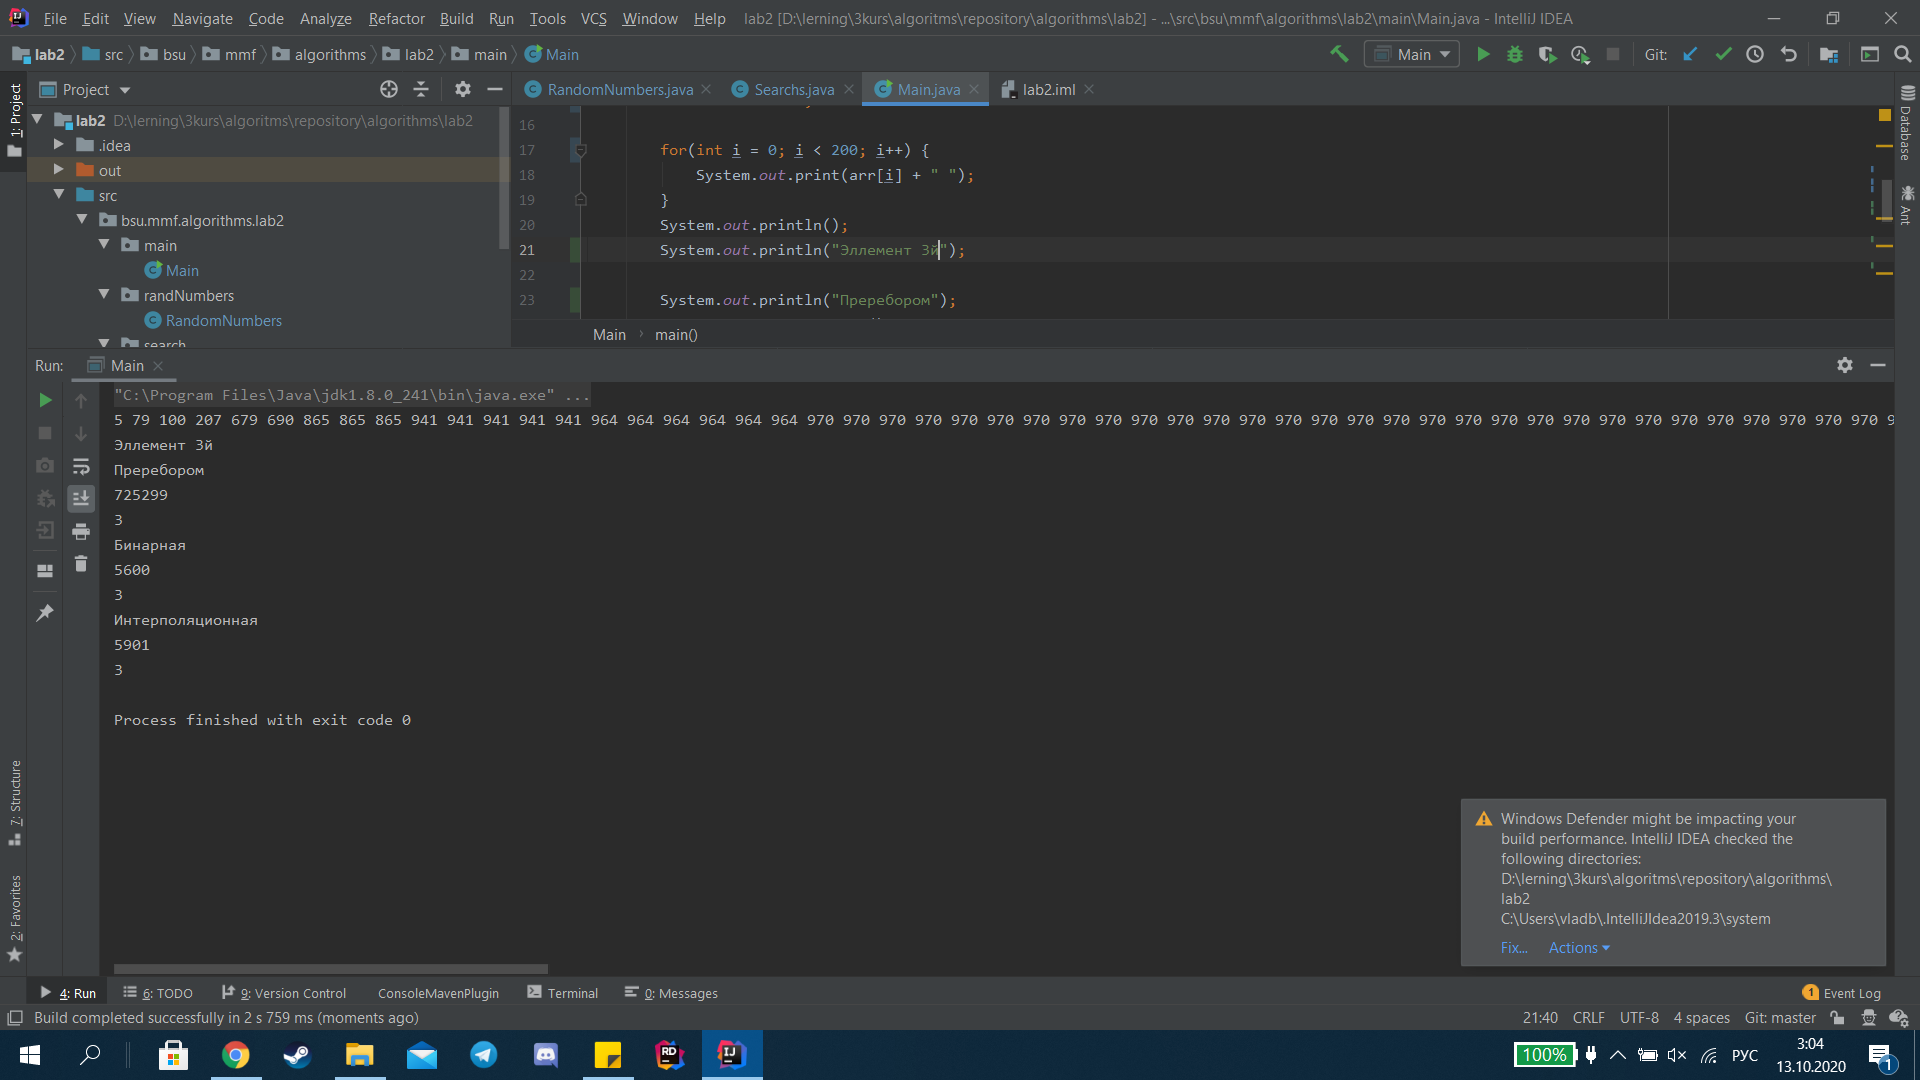 File Edit View Navigate Code Analyze Refactor Build Run Tools VCS Window Help lab2 [D:\lerning\3kurs\algoritms\repository\algorithms\lab2] - ...\src\bsu\mmf\algorithms\lab2\main\Main.java - IntelliJ IDEA
lab2 src bsu mmf algorithms lab2 main Main Main Git:
1: Project
Project
RandomNumbers.java Searchs.java Main.java lab2.iml
Database
Ant
lab2 D:\lerning\3kurs\algoritms\repository\algorithms\lab2
.idea
out
src
bsu.mmf.algorithms.lab2
main
Main
randNumbers
RandomNumbers
search
16
17 for(int i = 0; i < 200; i++) {
18 System.out.print(arr[i] + " ");
19 }
20 System.out.println();
21 System.out.println("Эллемент 3й");
22
23 System.out.println("Преребором");
Main › main()
Run: Main
"C:\Program Files\Java\jdk1.8.0_241\bin\java.exe" ...
5 79 100 207 679 690 865 865 865 941 941 941 941 941 964 964 964 964 964 970 970 970 970 970 970 970 970 970 970 970 970 970 970 970 970 970 970 970 970 970 970 970 970 970 970 970 970 970 970 9
Эллемент 3й
Преребором
725299
3
Бинарная
5600
3
Интерполяционная
5901
3
Process finished with exit code 0
7: Structure
2: Favorites
Windows Defender might be impacting your
build performance. IntelliJ IDEA checked the
following directories:
D:\lerning\3kurs\algoritms\repository\algorithms\
lab2
C:\Users\vladb\.IntelliJIdea2019.3\system
Fix... Actions
4: Run 6: TODO 9: Version Control ConsoleMavenPlugin Terminal 0: Messages 1 Event Log
Build completed successfully in 2 s 759 ms (moments ago) 21:40 CRLF UTF-8 4 spaces Git: master
RD IJ 100% РУС 3:04
13.10.2020 1